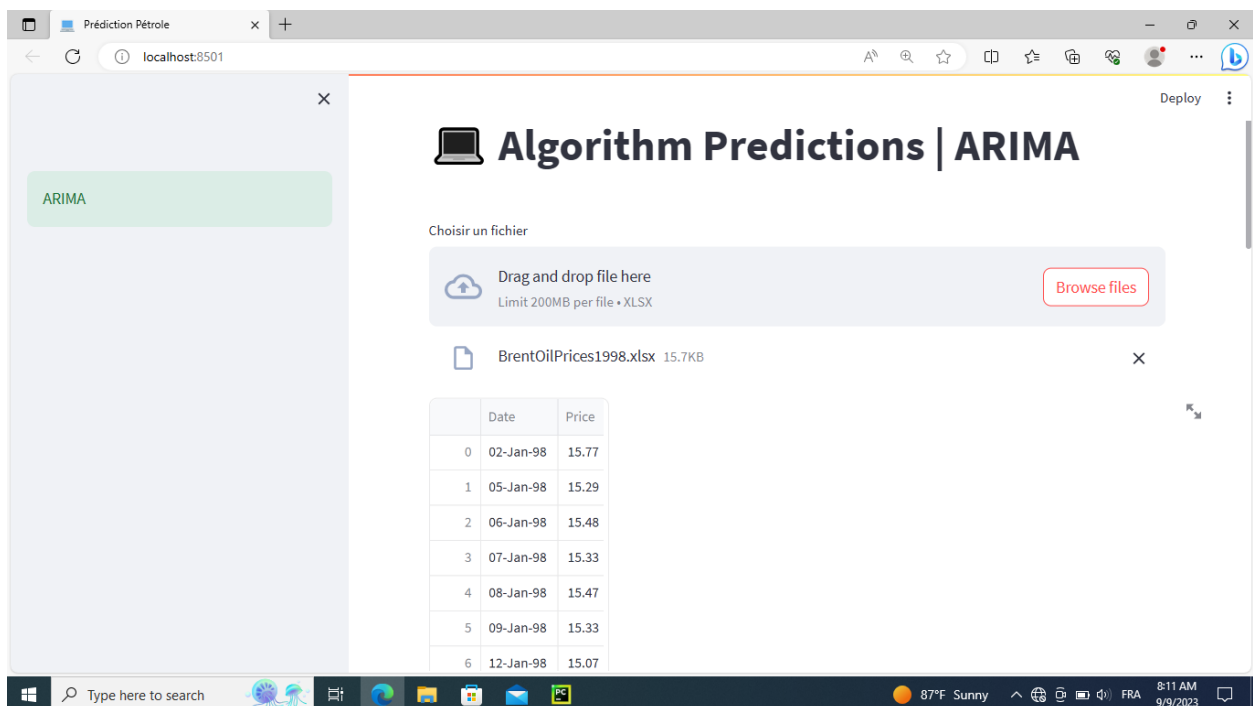 Prédiction Pétrole
localhost:8501
Deploy
Algorithm Predictions | ARIMA
ARIMA
Choisir un fichier
Drag and drop file here
Limit 200MB per file • XLSX
Browse files
BrentOilPrices1998.xlsx 15.7KB
Date Price
0 02-Jan-98 15.77
1 05-Jan-98 15.29
2 06-Jan-98 15.48
3 07-Jan-98 15.33
4 08-Jan-98 15.47
5 09-Jan-98 15.33
6 12-Jan-98 15.07
Type here to search
PC
87°F Sunny
FRA
8:11 AM
9/9/2023